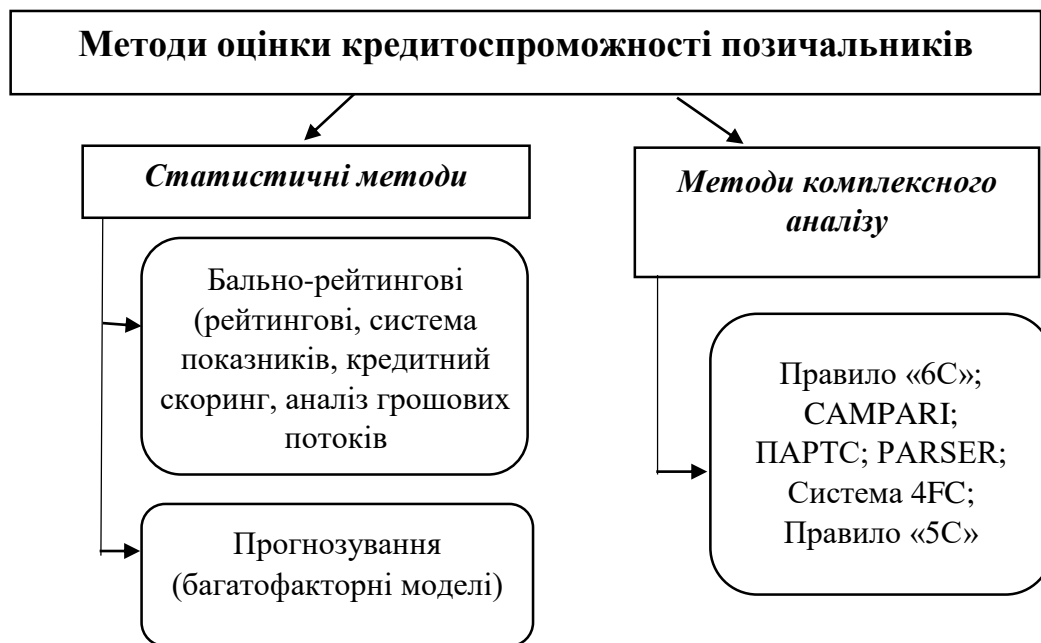 Методи оцінки кредитоспроможності позичальників
Статистичні методи
Бально-рейтингові
(рейтингові, система
показників, кредитний
скоринг, аналіз грошових
потоків
Прогнозування
(багатофакторні моделі)
Методи комплексного
аналізу
Правило «6С»;
CAMPARI;
ПАРТС; PARSER;
Система 4FC;
Правило «5С»